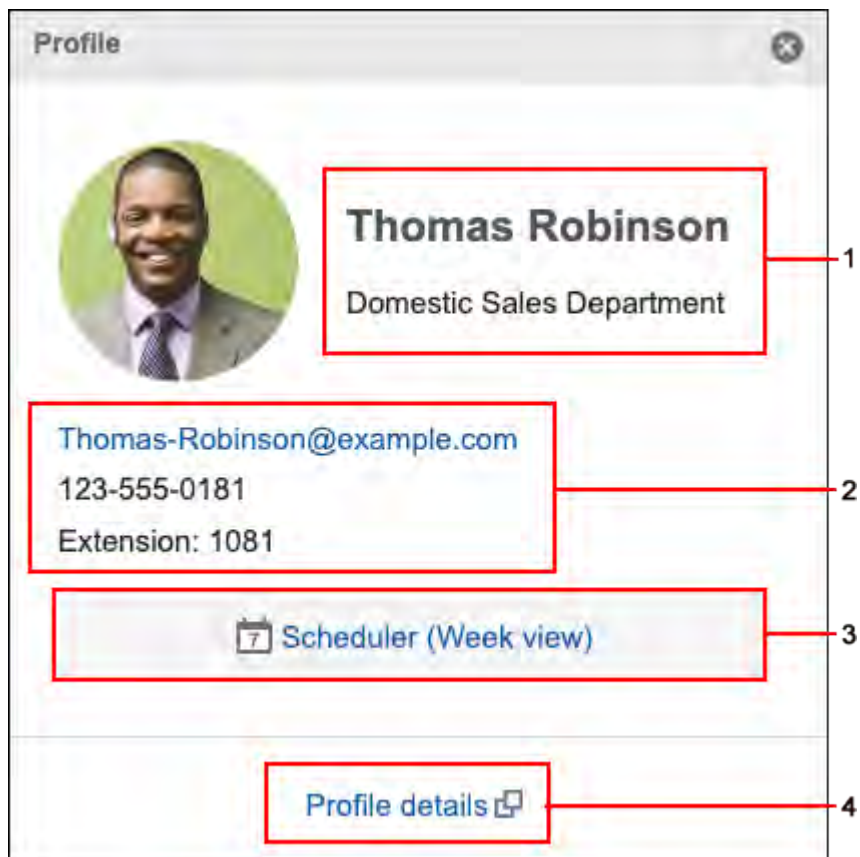 Profile
Thomas Robinson
1
Domestic Sales Department
Thomas-Robinson@example.com
123-555-0181
2
Extension: 1081
7 Scheduler (Week view)
3
Profile details
4